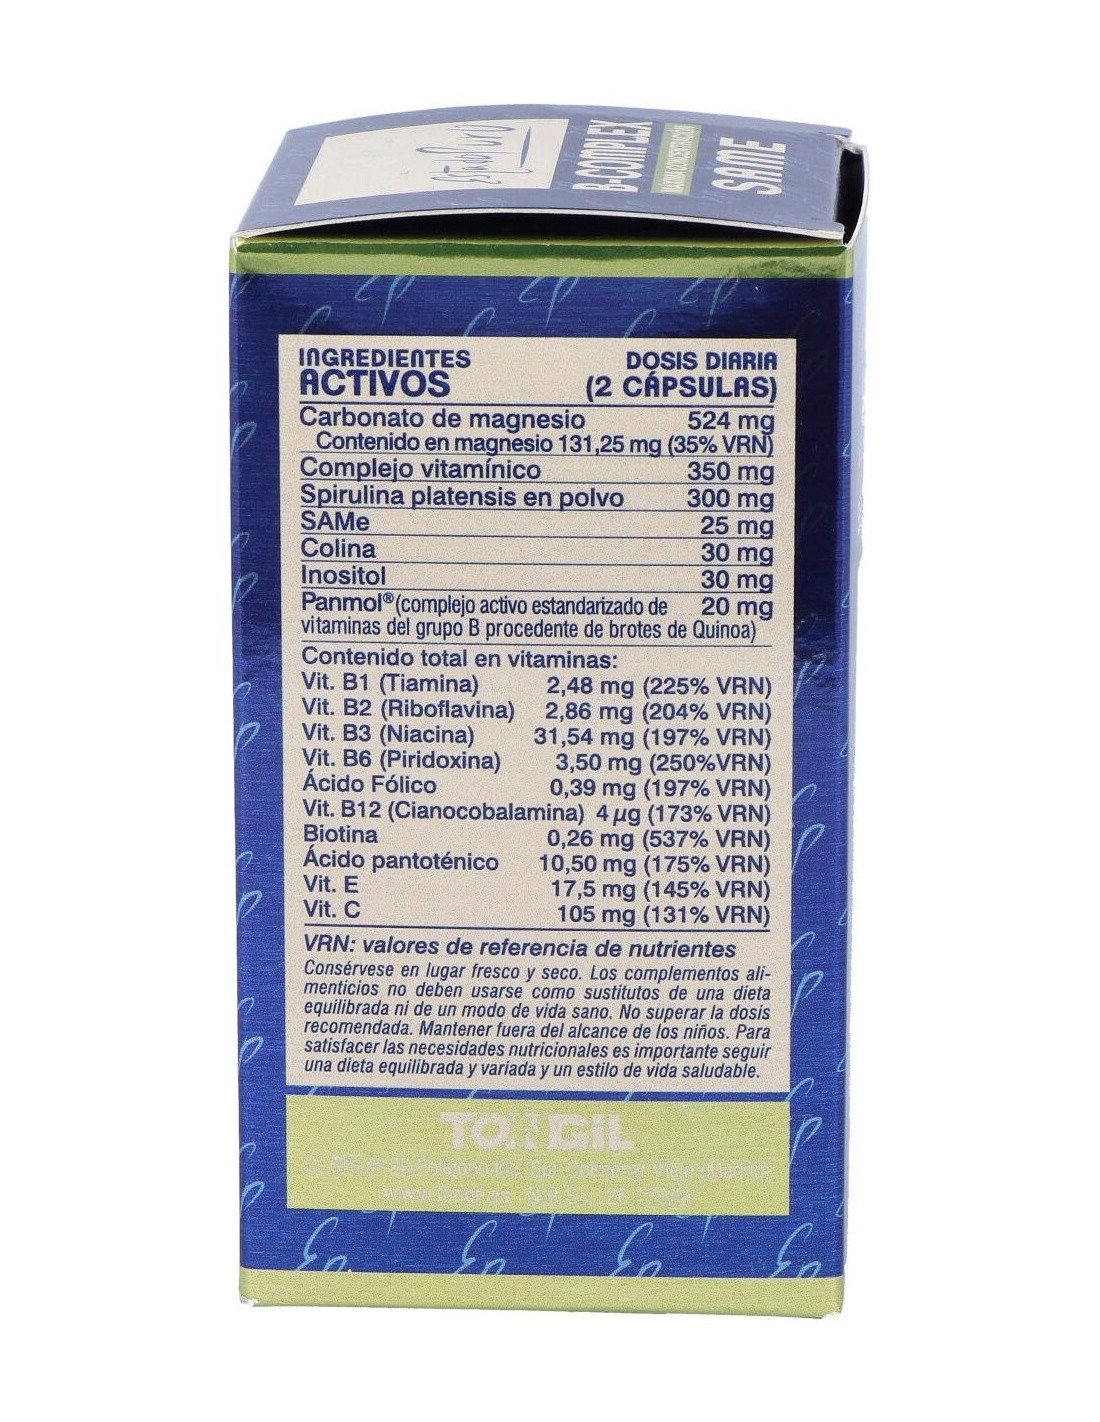 Estado Puro
B-COMPLEX
SAME
INGREDIENTES DOSIS DIARIA
ACTIVOS (2 CÁPSULAS)
Carbonato de magnesio 524 mg
Contenido en magnesio 131,25 mg (35% VRN)
Complejo vitamínico 350 mg
Spirulina platensis en polvo 300 mg
SAMe 25 mg
Colina 30 mg
Inositol 30 mg
Panmol® (complejo activo estandarizado de 20 mg
vitaminas del grupo B procedente de brotes de Quinoa)
Contenido total en vitaminas:
Vit. B1 (Tiamina) 2,48 mg (225% VRN)
Vit. B2 (Riboflavina) 2,86 mg (204% VRN)
Vit. B3 (Niacina) 31,54 mg (197% VRN)
Vit. B6 (Piridoxina) 3,50 mg (250%VRN)
Ácido Fólico 0,39 mg (197% VRN)
Vit. B12 (Cianocobalamina) 4 µg (173% VRN)
Biotina 0,26 mg (537% VRN)
Ácido pantoténico 10,50 mg (175% VRN)
Vit. E 17,5 mg (145% VRN)
Vit. C 105 mg (131% VRN)
VRN: valores de referencia de nutrientes
Consérvese en lugar fresco y seco. Los complementos ali-
menticios no deben usarse como sustitutos de una dieta
equilibrada ni de un modo de vida sano. No superar la dosis
recomendada. Mantener fuera del alcance de los niños. Para
satisfacer las necesidades nutricionales es importante seguir
una dieta equilibrada y variada y un estilo de vida saludable.
TONGIL
Colmenar Viejo (Madrid)